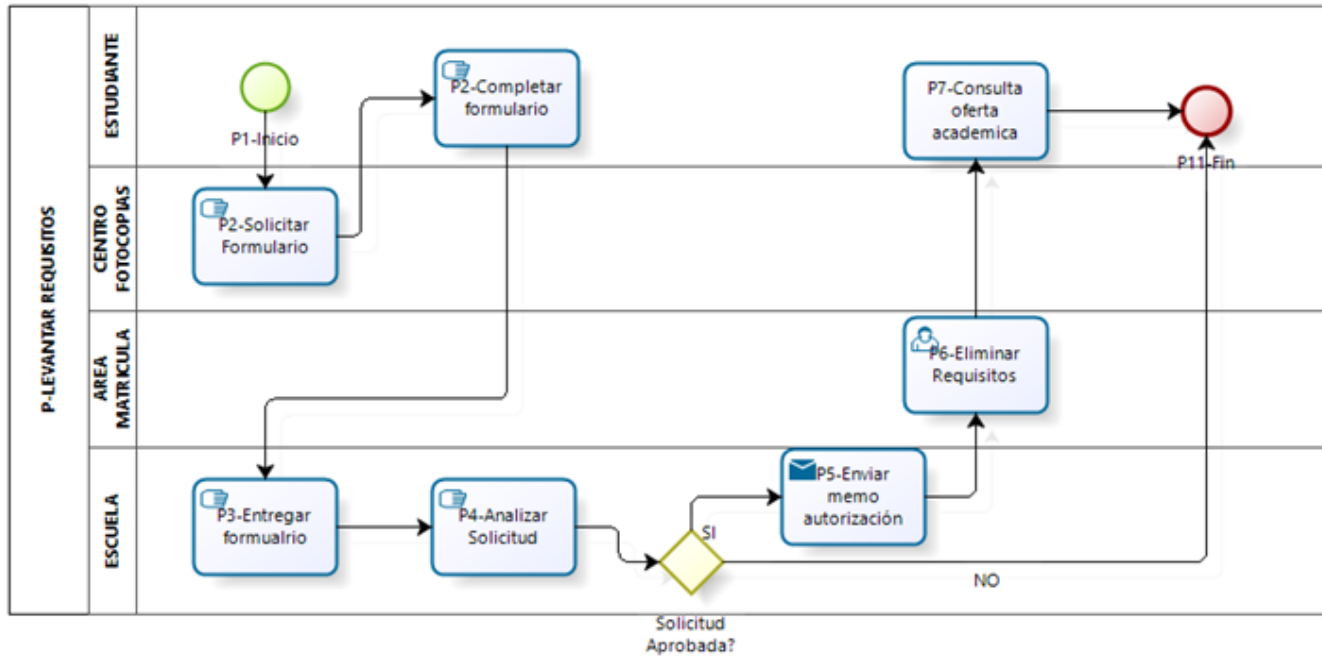 P-LEVANTAR REQUISITOS
ESTUDIANTE
P1-Inicio
P2-Completar
formulario
P7-Consulta
oferta
academica
P11-Fin
CENTRO
FOTOCOPIAS
P2-Solicitar
Formulario
AREA
MATRICULA
P6-Eliminar
Requisitos
ESCUELA
P3-Entregar
formualrio
P4-Analizar
Solicitud
SI
P5-Enviar
memo
autorización
NO
Solicitud
Aprobada?